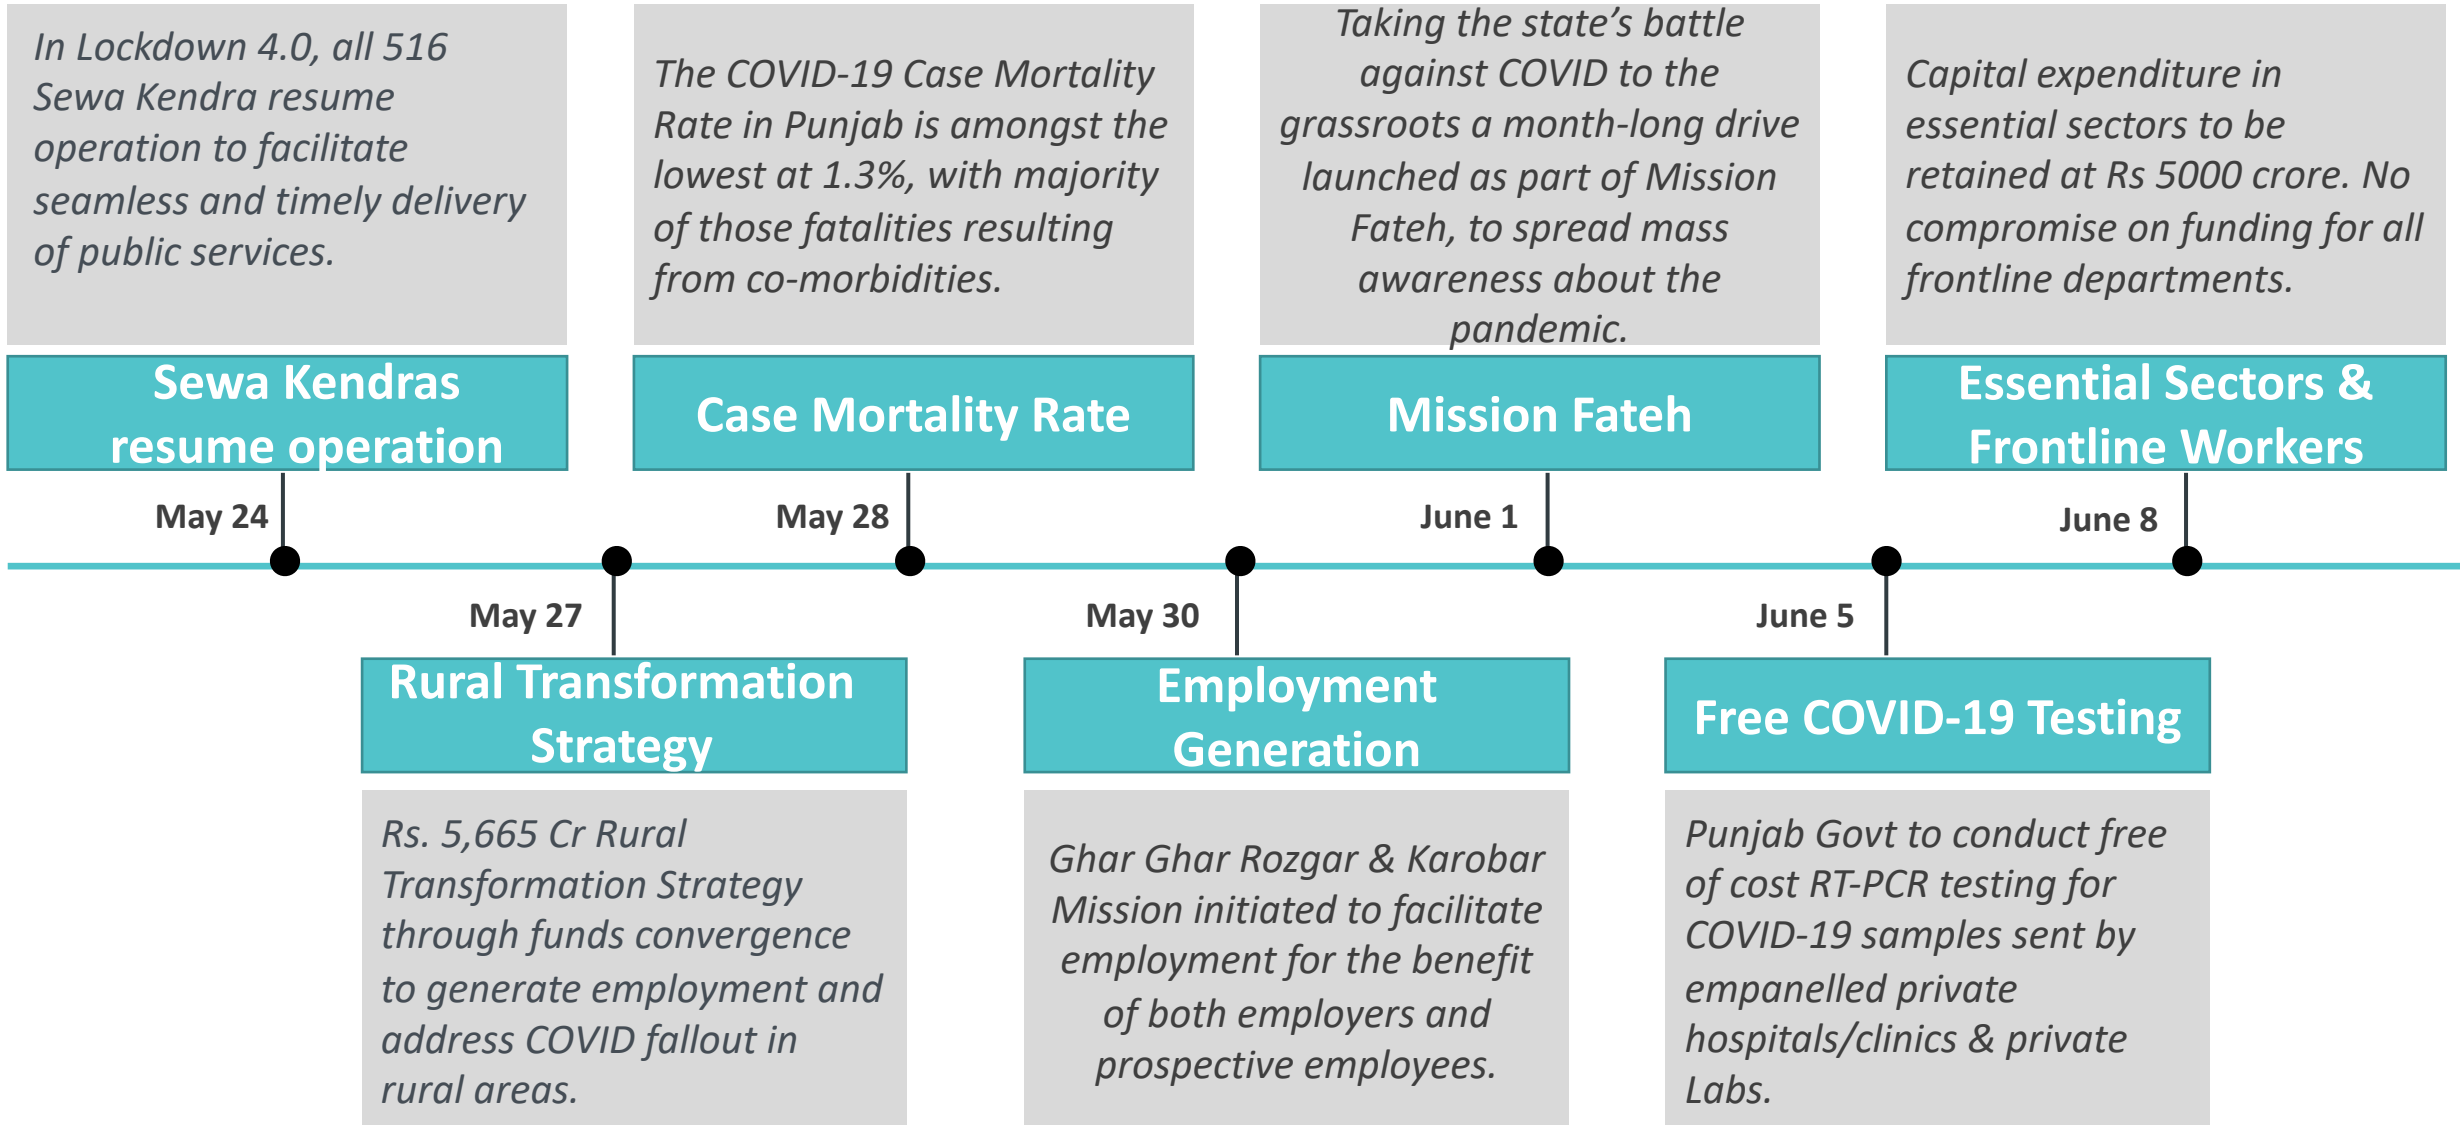 In Lockdown 4.0, all 516
Sewa Kendra resume
operation to facilitate
seamless and timely delivery
of public services.
Sewa Kendras
resume operation
May 24
The COVID-19 Case Mortality
Rate in Punjab is amongst the
lowest at 1.3%, with majority
of those fatalities resulting
from co-morbidities.
Case Mortality Rate
May 28
Taking the state’s battle
against COVID to the
grassroots a month-long drive
launched as part of Mission
Fateh, to spread mass
awareness about the
pandemic.
Mission Fateh
June 1
Capital expenditure in
essential sectors to be
retained at Rs 5000 crore. No
compromise on funding for all
frontline departments.
Essential Sectors &
Frontline Workers
June 8
May 27
Rural Transformation
Strategy
Rs. 5,665 Cr Rural
Transformation Strategy
through funds convergence
to generate employment and
address COVID fallout in
rural areas.
May 30
Employment
Generation
Ghar Ghar Rozgar & Karobar
Mission initiated to facilitate
employment for the benefit
of both employers and
prospective employees.
June 5
Free COVID-19 Testing
Punjab Govt to conduct free
of cost RT-PCR testing for
COVID-19 samples sent by
empanelled private
hospitals/clinics & private
Labs.